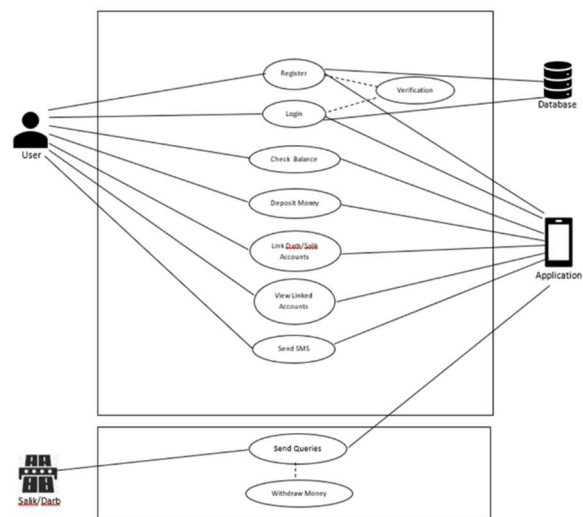 Register
Verification
Database
Login
User
Check Balance
Deposit Money
Link Darb/Salik
Accounts
Application
View Linked
Accounts
Send SMS
Send Queries
Salik/Darb
Withdraw Money